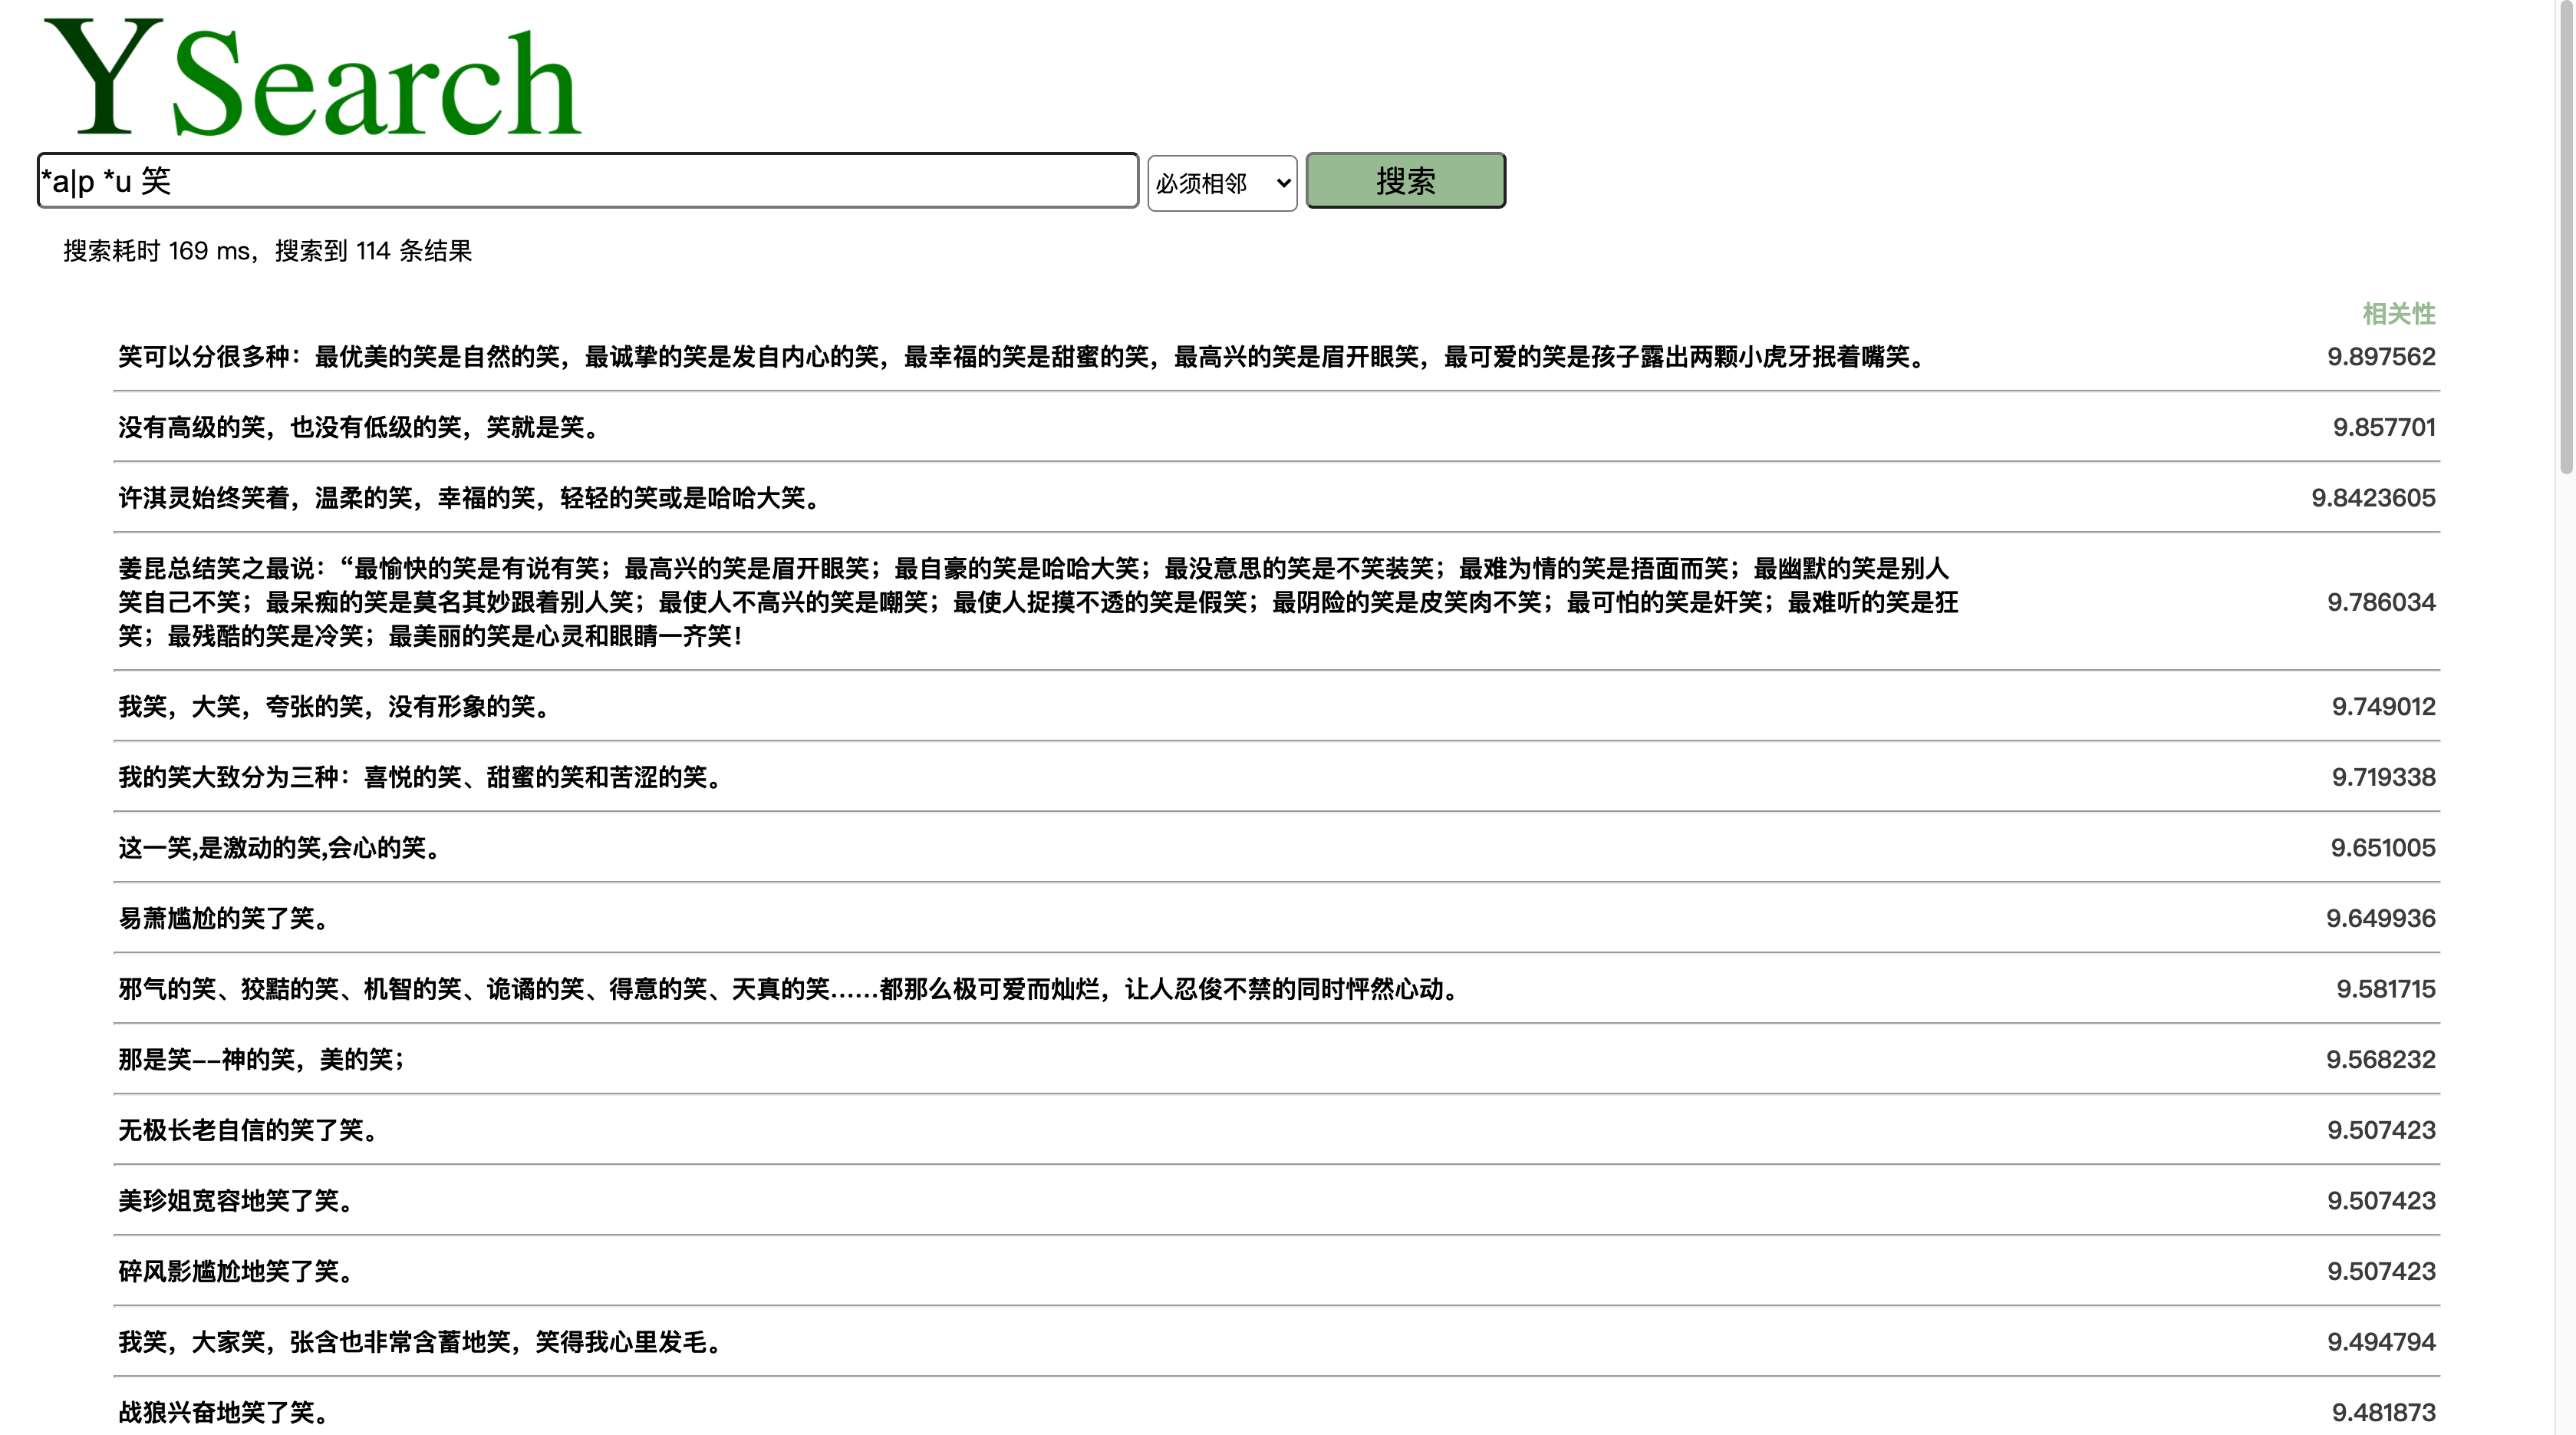 YSearch
*a|p *u 笑 必须相邻 搜索
搜索耗时 169 ms，搜索到 114 条结果
相关性
笑可以分很多种：最优美的笑是自然的笑，最诚挚的笑是发自内心的笑，最幸福的笑是甜蜜的笑，最高兴的笑是眉开眼笑，最可爱的笑是孩子露出两颗小虎牙抿着嘴笑。 9.897562
没有高级的笑，也没有低级的笑，笑就是笑。 9.857701
许淇灵始终笑着，温柔的笑，幸福的笑，轻轻的笑或是哈哈大笑。 9.8423605
姜昆总结笑之最说：“最愉快的笑是有说有笑；最高兴的笑是眉开眼笑；最自豪的笑是哈哈大笑；最没意思的笑是不笑装笑；最难为情的笑是捂面而笑；最幽默的笑是别人
笑自己不笑；最呆痴的笑是莫名其妙跟着别人笑；最使人不高兴的笑是嘲笑；最使人捉摸不透的笑是假笑；最阴险的笑是皮笑肉不笑；最可怕的笑是奸笑；最难听的笑是狂 9.786034
笑；最残酷的笑是冷笑；最美丽的笑是心灵和眼睛一齐笑！
我笑，大笑，夸张的笑，没有形象的笑。 9.749012
我的笑大致分为三种：喜悦的笑、甜蜜的笑和苦涩的笑。 9.719338
这一笑,是激动的笑,会心的笑。 9.651005
易萧尴尬的笑了笑。 9.649936
邪气的笑、狡黠的笑、机智的笑、诡谲的笑、得意的笑、天真的笑……都那么极可爱而灿烂，让人忍俊不禁的同时怦然心动。 9.581715
那是笑——神的笑，美的笑； 9.568232
无极长老自信的笑了笑。 9.507423
美珍姐宽容地笑了笑。 9.507423
碎风影尴尬地笑了笑。 9.507423
我笑，大家笑，张含也非常含蓄地笑，笑得我心里发毛。 9.494794
战狼兴奋地笑了笑。 9.481873